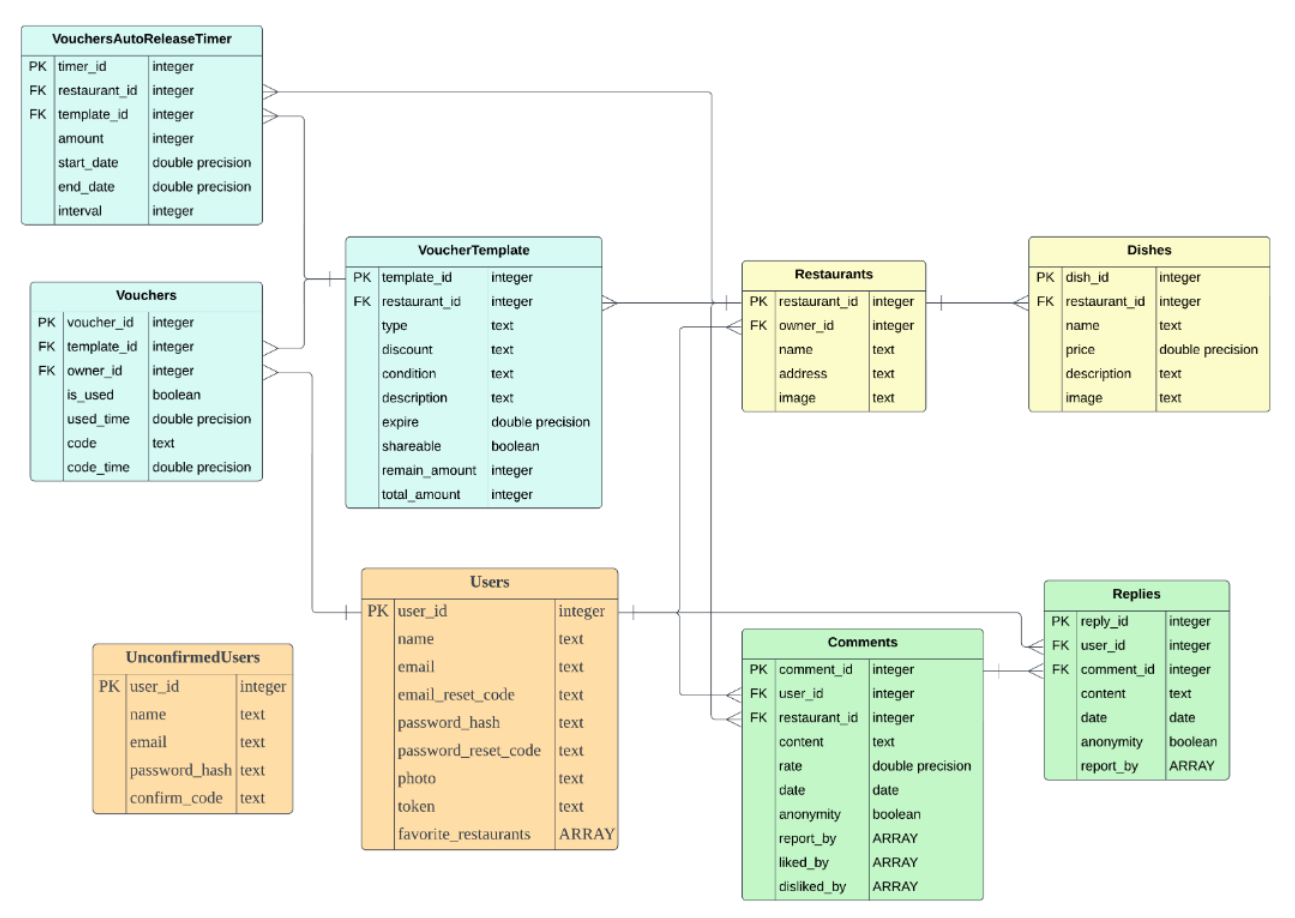 VouchersAutoReleaseTimer
PK timer_id integer
FK restaurant_id integer
FK template_id integer
amount integer
start_date double precision
end_date double precision
interval integer
Vouchers
PK voucher_id integer
FK template_id integer
FK owner_id integer
is_used boolean
used_time double precision
code text
code_time double precision
VoucherTemplate
PK template_id integer
FK restaurant_id integer
type text
discount text
condition text
description text
expire double precision
shareable boolean
remain_amount integer
total_amount integer
Restaurants
PK restaurant_id integer
FK owner_id integer
name text
address text
image text
Dishes
PK dish_id integer
FK restaurant_id integer
name text
price double precision
description text
image text
UnconfirmedUsers
PK user_id integer
name text
email text
password_hash text
confirm_code text
Users
PK user_id integer
name text
email text
email_reset_code text
password_hash text
password_reset_code text
photo text
token text
favorite_restaurants ARRAY
Comments
PK comment_id integer
FK user_id integer
FK restaurant_id integer
content text
rate double precision
date date
anonymity boolean
report_by ARRAY
liked_by ARRAY
disliked_by ARRAY
Replies
PK reply_id integer
FK user_id integer
FK comment_id integer
content text
date date
anonymity boolean
report_by ARRAY